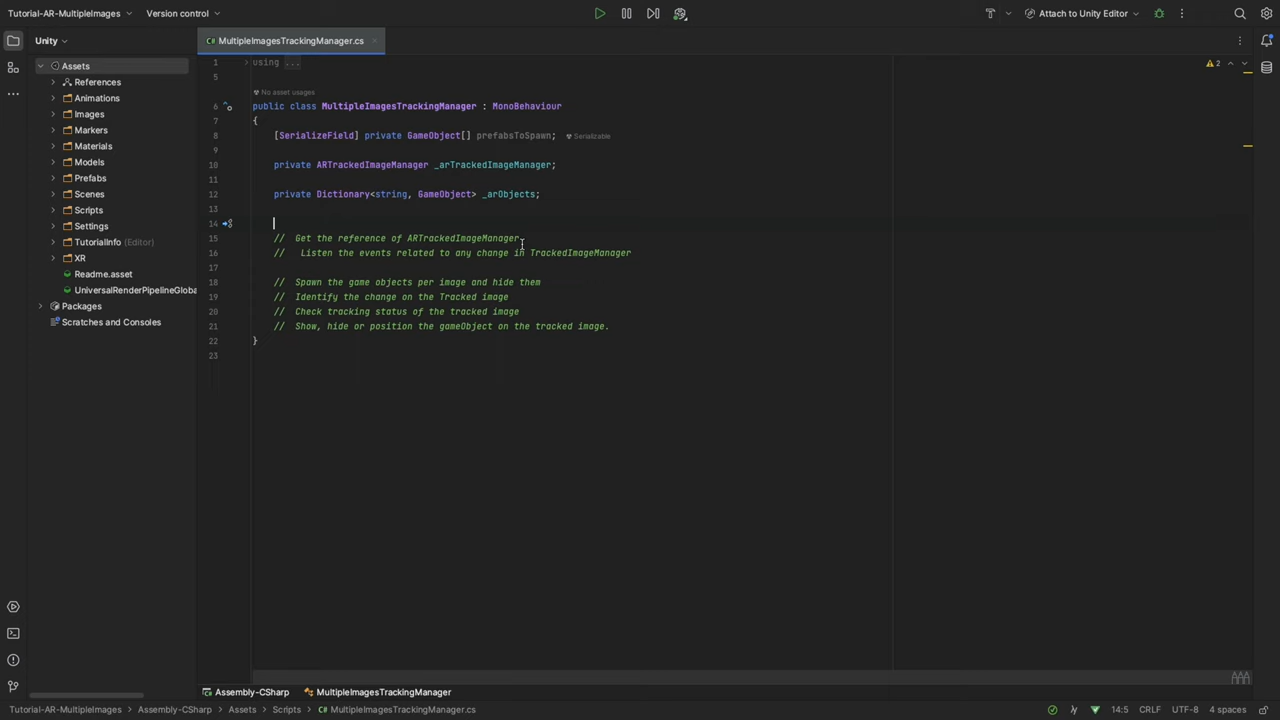 Tutorial-AR-MultipleImages Version control Attach to Unity Editor
Unity
MultipleImagesTrackingManager.cs
Assets
References
Animations
Images
Markers
Materials
Models
Prefabs
Scenes
Scripts
Settings
TutorialInfo (Editor)
XR
Readme.asset
UniversalRenderPipelineGloba
Packages
Scratches and Consoles
2
1 using ...
5
No asset usages
6 public class MultipleImagesTrackingManager : MonoBehaviour
7 {
8 [SerializeField] private GameObject[] prefabsToSpawn; Serializable
9
10 private ARTrackedImageManager _arTrackedImageManager;
11
12 private Dictionary<string, GameObject> _arObjects;
13
14
15 // Get the reference of ARTrackedImageManager
16 // Listen the events related to any change in TrackedImageManager
17
18 // Spawn the game objects per image and hide them
19 // Identify the change on the Tracked image
20 // Check tracking status of the tracked image
21 // Show, hide or position the gameObject on the tracked image.
22 }
23
Assembly-CSharp MultipleImagesTrackingManager
Tutorial-AR-MultipleImages > Assembly-CSharp > Assets > Scripts > MultipleImagesTrackingManager.cs 14:5 CRLF UTF-8 4 spaces